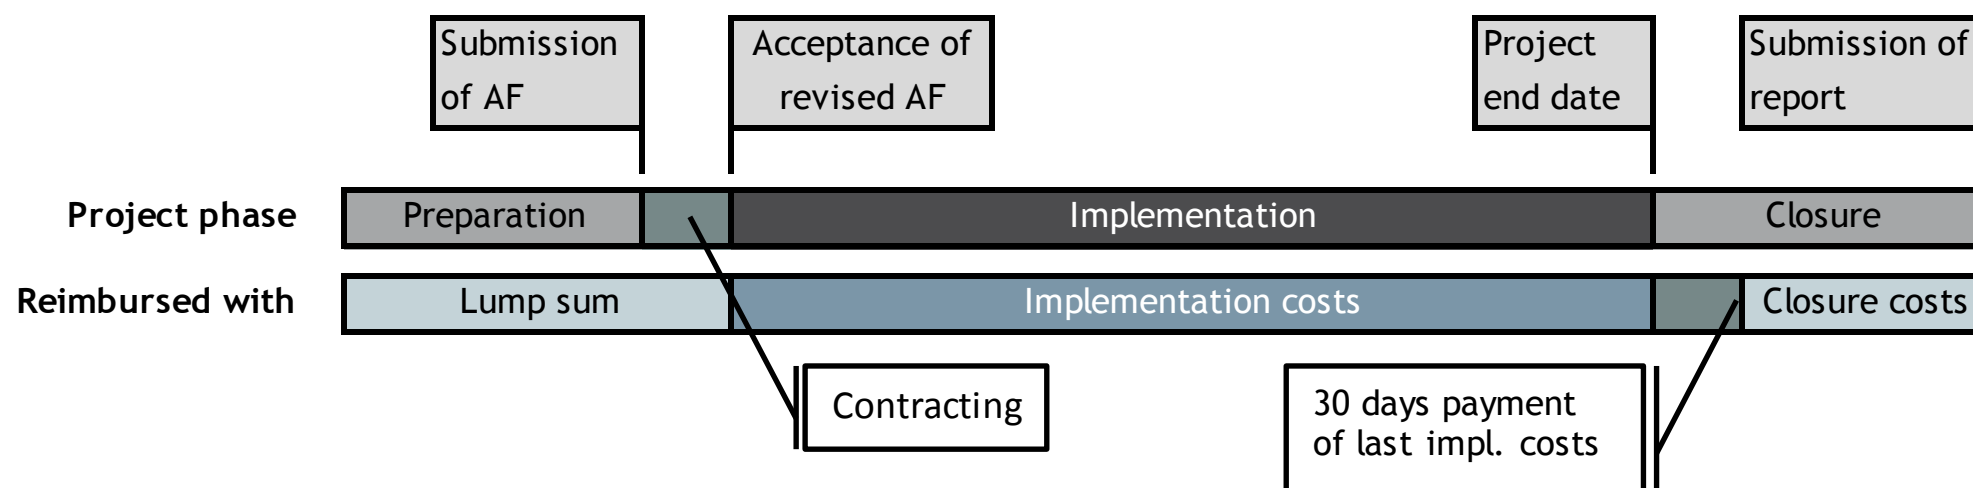 Submission
of AF
Acceptance of
revised AF
Project
end date
Submission of
report
Project phase
Preparation
Implementation
Closure
Reimbursed with
Lump sum
Implementation costs
Closure costs
Contracting
30 days payment
of last impl. costs